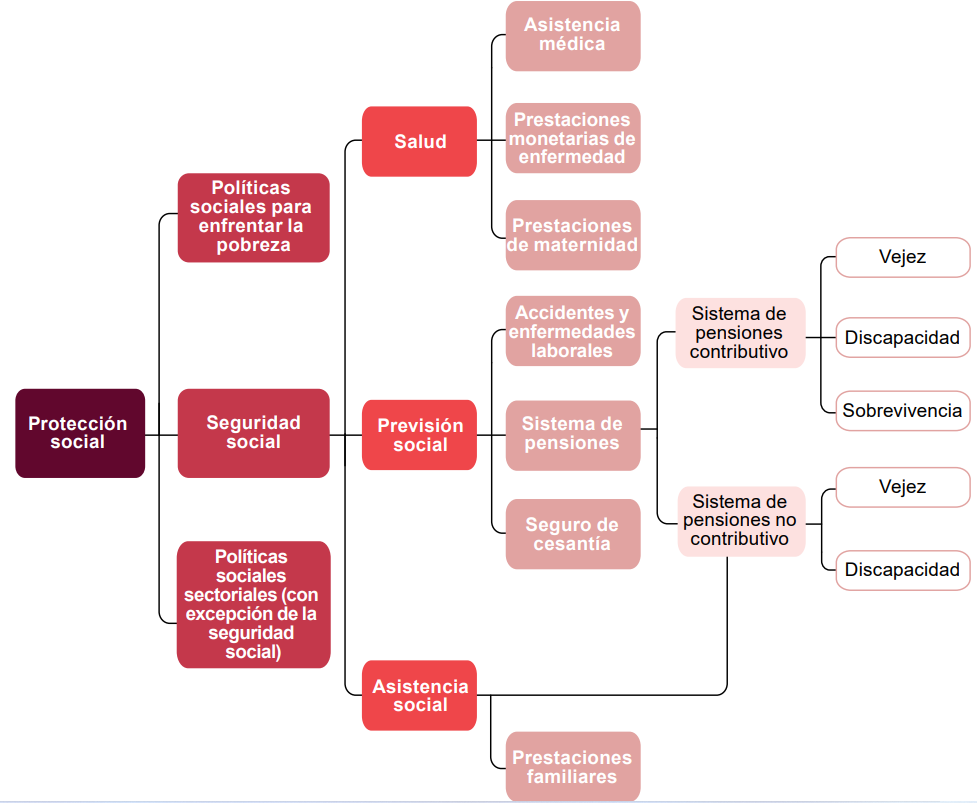 Asistencia
médica
Prestaciones
monetarias de
enfermedad
Salud
Políticas
sociales para
enfrentar la
pobreza
Prestaciones
de maternidad
Vejez
Accidentes y
enfermedades
laborales
Sistema de
pensiones
contributivo
Discapacidad
Sobrevivencia
Protección
social
Seguridad
social
Previsión
social
Sistema de
pensiones
Vejez
Sistema de
pensiones no
contributivo
Seguro de
cesantía
Discapacidad
Políticas
sociales
sectoriales (con
excepción de la
seguridad
social)
Asistencia
social
Prestaciones
familiares